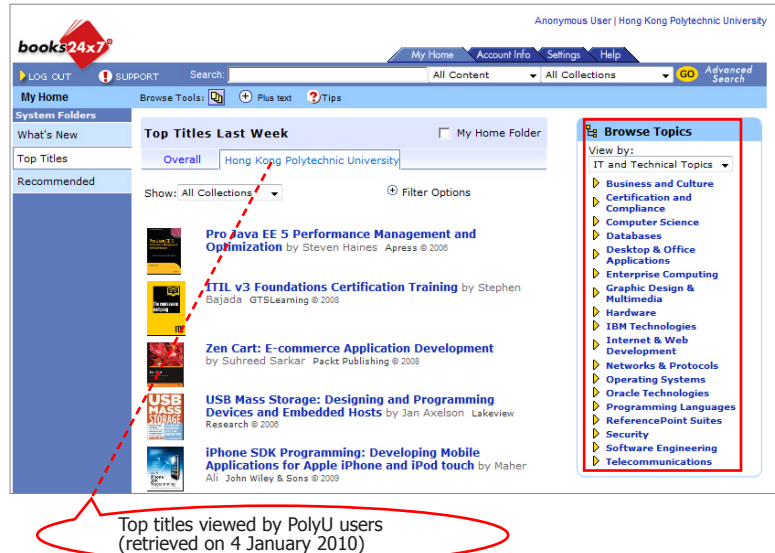 Anonymous User | Hong Kong Polytechnic University
books24x7®
My Home Account Info Settings Help
LOG OUT SUPPORT Search: All Content All Collections GO Advanced Search
My Home Browse Tools: Plus text Tips
System Folders
What's New
Top Titles
Recommended
Top Titles Last Week My Home Folder
Overall Hong Kong Polytechnic University
Show: All Collections Filter Options
Pro Java EE 5 Performance Management and
Optimization by Steven Haines Apress © 2006
ITIL v3 Foundations Certification Training by Stephen
Bajada GTSLearning © 2008
Zen Cart: E-commerce Application Development
by Suhreed Sarkar Packt Publishing © 2008
USB
MASS
STORAGE
USB Mass Storage: Designing and Programming
Devices and Embedded Hosts by Jan Axelson Lakeview
Research © 2006
iPhone SDK Programming: Developing Mobile
Applications for Apple iPhone and iPod touch by Maher
Ali John Wiley & Sons © 2009
Browse Topics
View by:
IT and Technical Topics
Business and Culture
Certification and
Compliance
Computer Science
Databases
Desktop & Office
Applications
Enterprise Computing
Graphic Design &
Multimedia
Hardware
IBM Technologies
Internet & Web
Development
Networks & Protocols
Operating Systems
Oracle Technologies
Programming Languages
ReferencePoint Suites
Security
Software Engineering
Telecommunications
Top titles viewed by PolyU users
(retrieved on 4 January 2010)